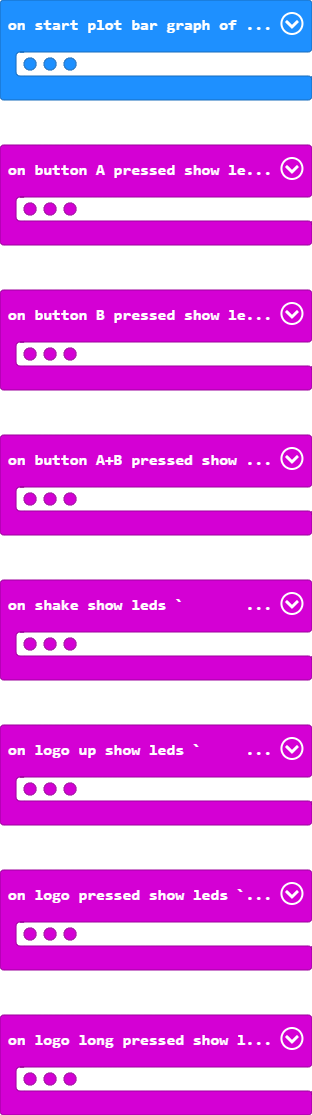 on start plot bar graph of ...
on button A pressed show le...
on button B pressed show le...
on button A+B pressed show ...
on shake show leds ` ...
on logo up show leds ` ...
on logo pressed show leds `...
on logo long pressed show l...